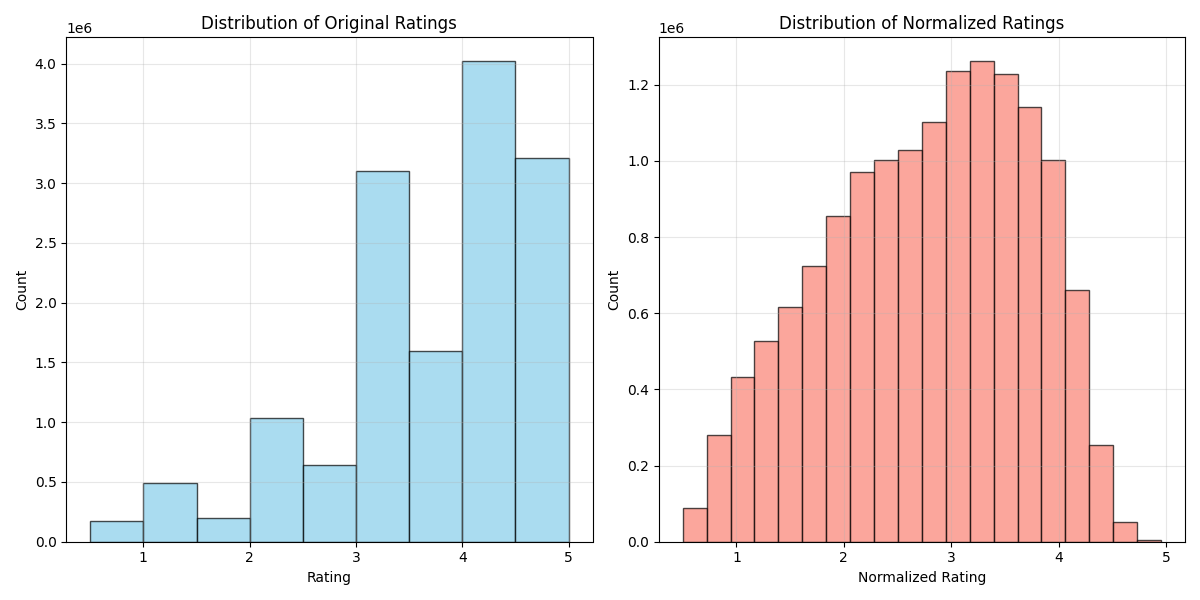 Distribution of Original Ratings
1e6
4.0
3.5
3.0
2.5
2.0
1.5
1.0
0.5
0.0
Count
1 2 3 4 5
Rating
Distribution of Normalized Ratings
1e6
1.2
1.0
0.8
0.6
0.4
0.2
0.0
Count
1 2 3 4 5
Normalized Rating